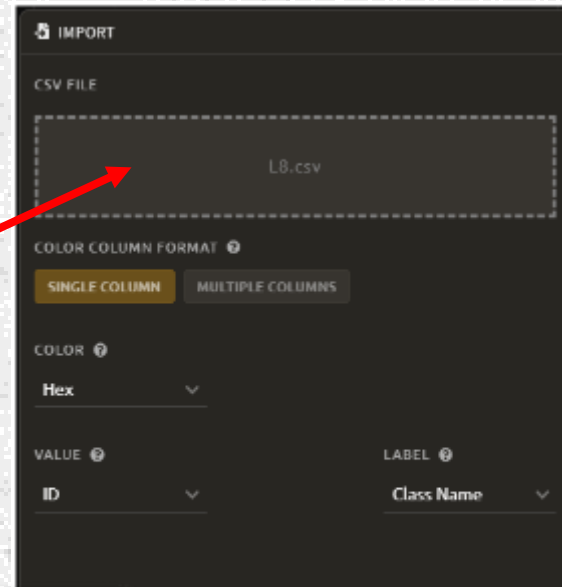 IMPORT
CSV FILE
L8.csv
COLOR COLUMN FORMAT
SINGLE COLUMN MULTIPLE COLUMNS
COLOR
Hex
VALUE LABEL
ID Class Name